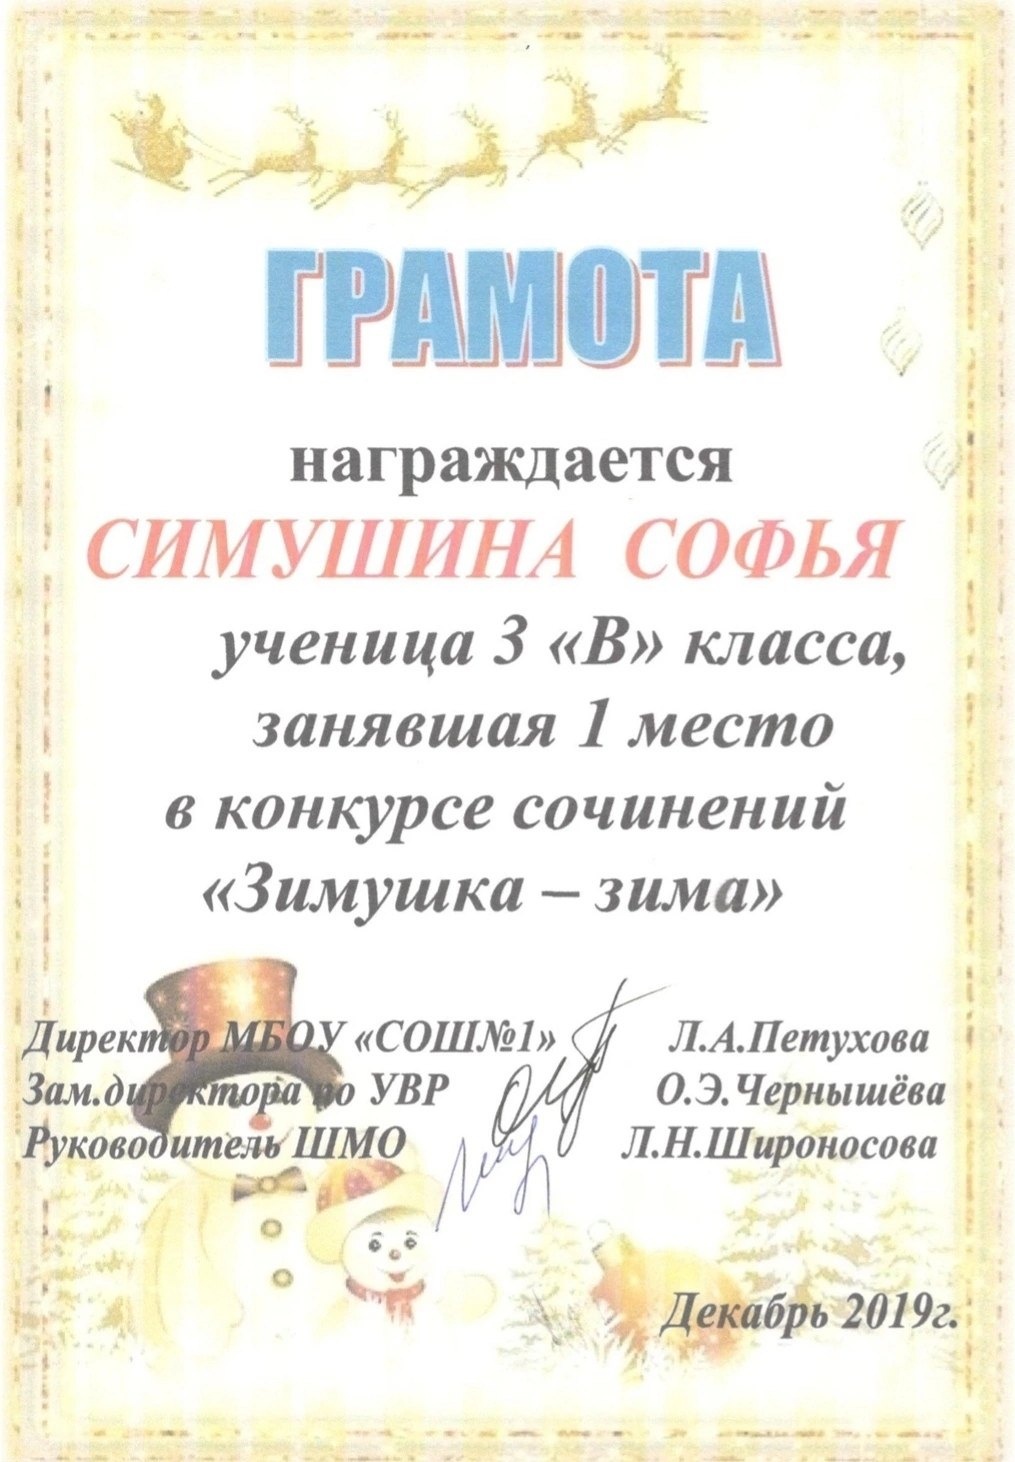 ГРАМОТА
награждается
СИМУШИНА СОФЬЯ
ученица 3 «В» класса,
занявшая 1 место
в конкурсе сочинений
«Зимушка – зима»
Директор МБОУ «СОШ№1» Л.А.Петухова
Зам.директора по УВР О.Э.Чернышёва
Руководитель ШМО Л.Н.Широносова
Декабрь 2019г.